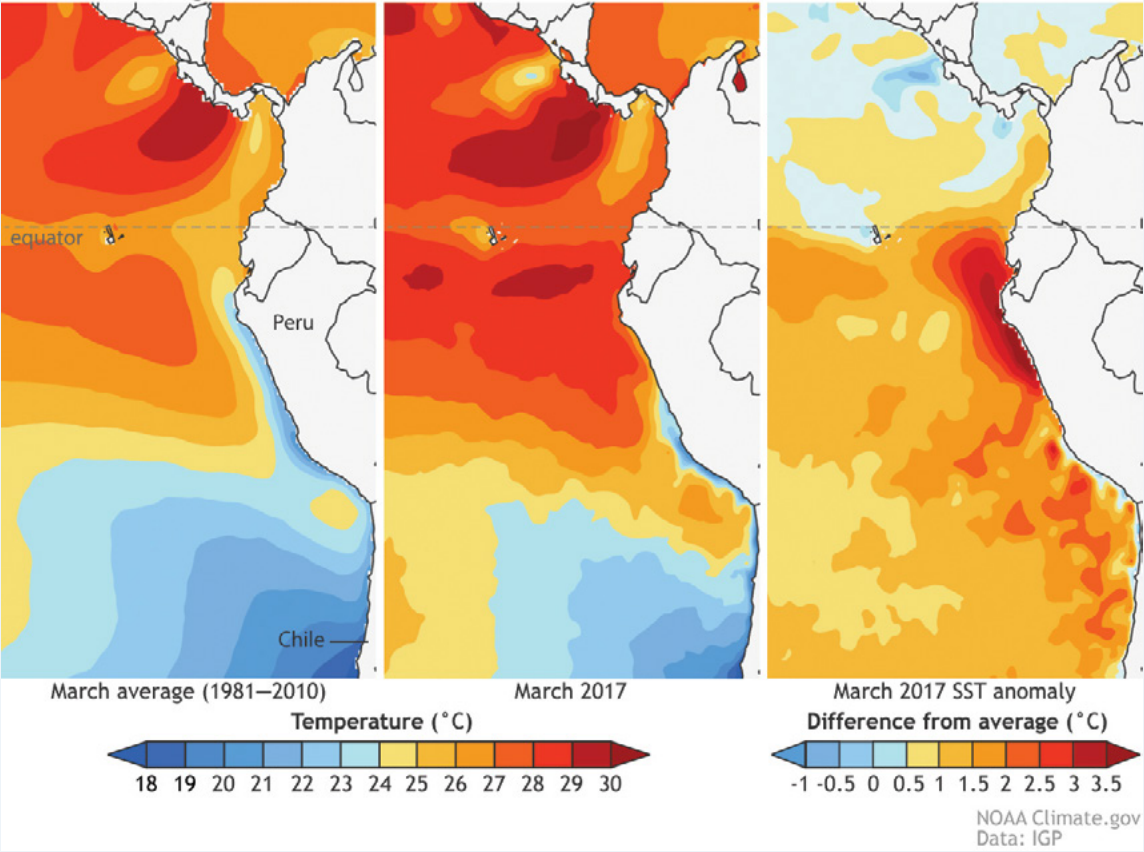 equator
Peru
Chile
March average (1981—2010)
March 2017
March 2017 SST anomaly
Temperature (°C)
Difference from average (°C)
18 19 20 21 22 23 24 25 26 27 28 29 30
-1 -0.5 0 0.5 1 1.5 2 2.5 3 3.5
NOAA Climate.gov
Data: IGP